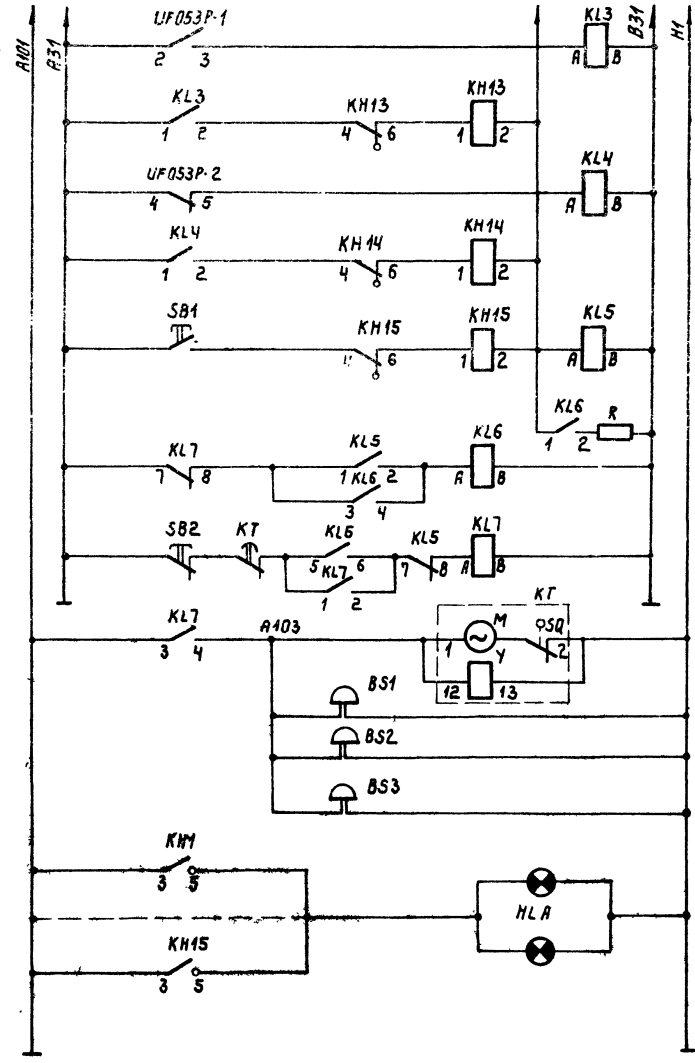 UF053P-1
KL3
A101
A31
B31
H1
2 3
A B
KL3
KH13
KH13
1 2
4 6
1 2
UF053P-2
KL4
4 5
A B
KL4
KH14
KH14
1 2
4 6
1 2
SB1
KH15
KH15
KL5
6
1 2
A B
KL6
R
1 2
KL7
KL5
KL6
7 8
1 2
A B
KL6
3 4
SB2
KT
KL6
KL5
KL7
5 6
7 8
A B
KL7
1 2
KT
KL7
A103
M
SQ
3 4
1
Y
2
12 13
BS1
BS2
BS3
KH1
3 5
HLA
KH15
3 5